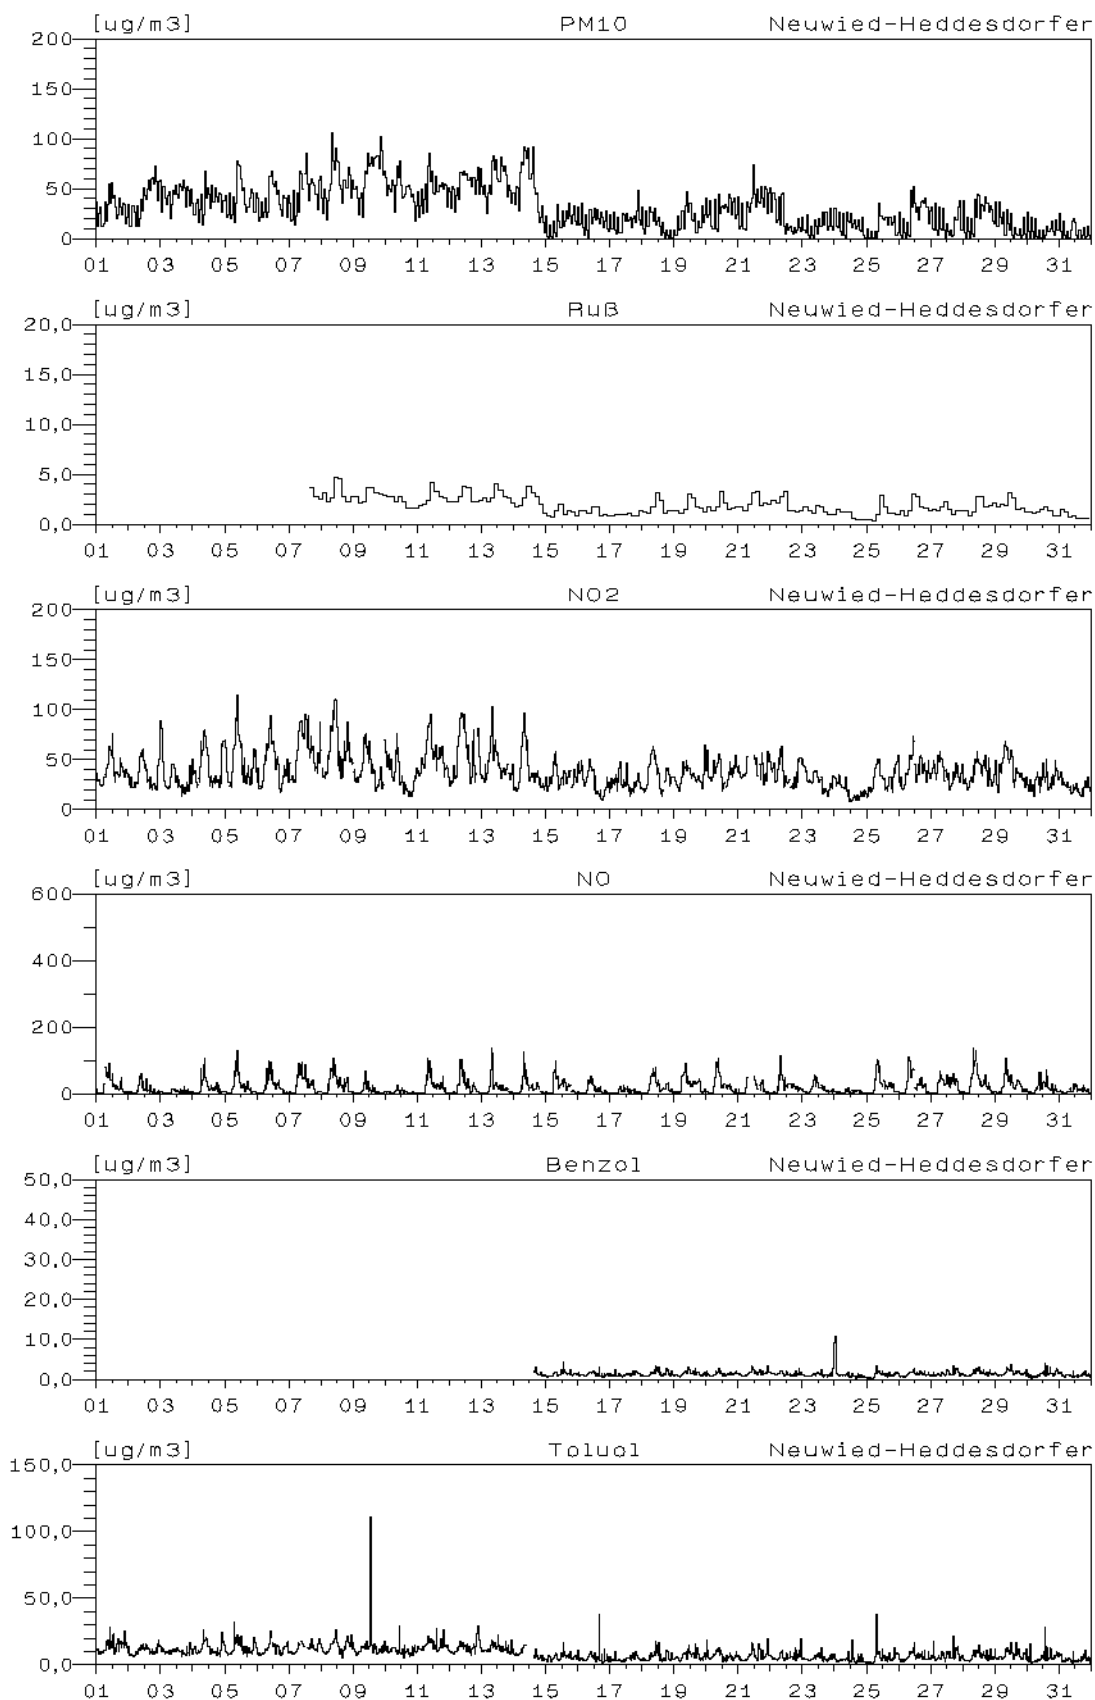 [ug/m3] PM10 Neuwied-Heddesdorfer
200
150
100
50
0
01 03 05 07 09 11 13 15 17 19 21 23 25 27 29 31
[ug/m3] Ruß Neuwied-Heddesdorfer
20,0
15,0
10,0
5,0
0,0
01 03 05 07 09 11 13 15 17 19 21 23 25 27 29 31
[ug/m3] NO2 Neuwied-Heddesdorfer
200
150
100
50
0
01 03 05 07 09 11 13 15 17 19 21 23 25 27 29 31
[ug/m3] NO Neuwied-Heddesdorfer
600
400
200
0
01 03 05 07 09 11 13 15 17 19 21 23 25 27 29 31
[ug/m3] Benzol Neuwied-Heddesdorfer
50,0
40,0
30,0
20,0
10,0
0,0
01 03 05 07 09 11 13 15 17 19 21 23 25 27 29 31
[ug/m3] Toluol Neuwied-Heddesdorfer
150,0
100,0
50,0
0,0
01 03 05 07 09 11 13 15 17 19 21 23 25 27 29 31